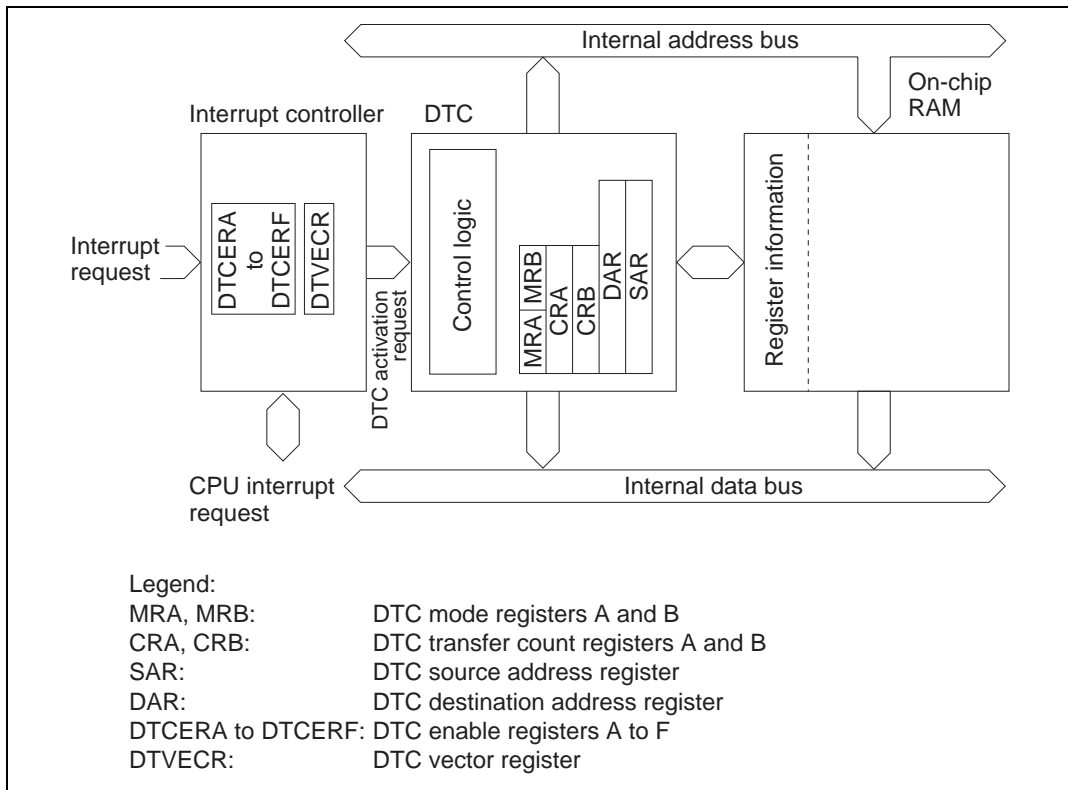 Internal address bus
On-chip
RAM
Interrupt controller
DTC
Interrupt
request
DTCERA
to
DTCERF
DTVECR
DTC activation
request
Control logic
MRA
MRB
CRA
CRB
DAR
SAR
Register information
CPU interrupt
request
Internal data bus
Legend:
MRA, MRB: DTC mode registers A and B
CRA, CRB: DTC transfer count registers A and B
SAR: DTC source address register
DAR: DTC destination address register
DTCERA to DTCERF: DTC enable registers A to F
DTVECR: DTC vector register